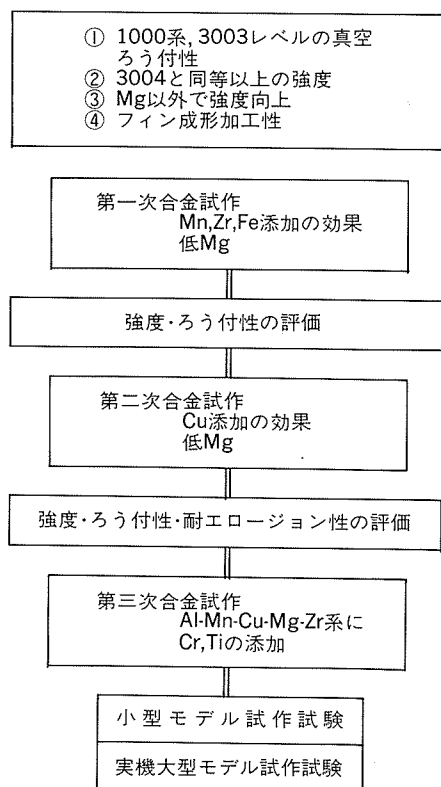 ① 1000系,3003レベルの真空
ろう付性
② 3004と同等以上の強度
③ Mg以外で強度向上
④ フィン成形加工性
第一次合金試作
Mn,Zr,Fe添加の効果
低Mg
強度・ろう付性の評価
第二次合金試作
Cu添加の効果
低Mg
強度・ろう付性・耐エロージョン性の評価
第三次合金試作
Al-Mn-Cu-Mg-Zr系に
Cr,Tiの添加
小型モデル試作試験
実機大型モデル試作試験